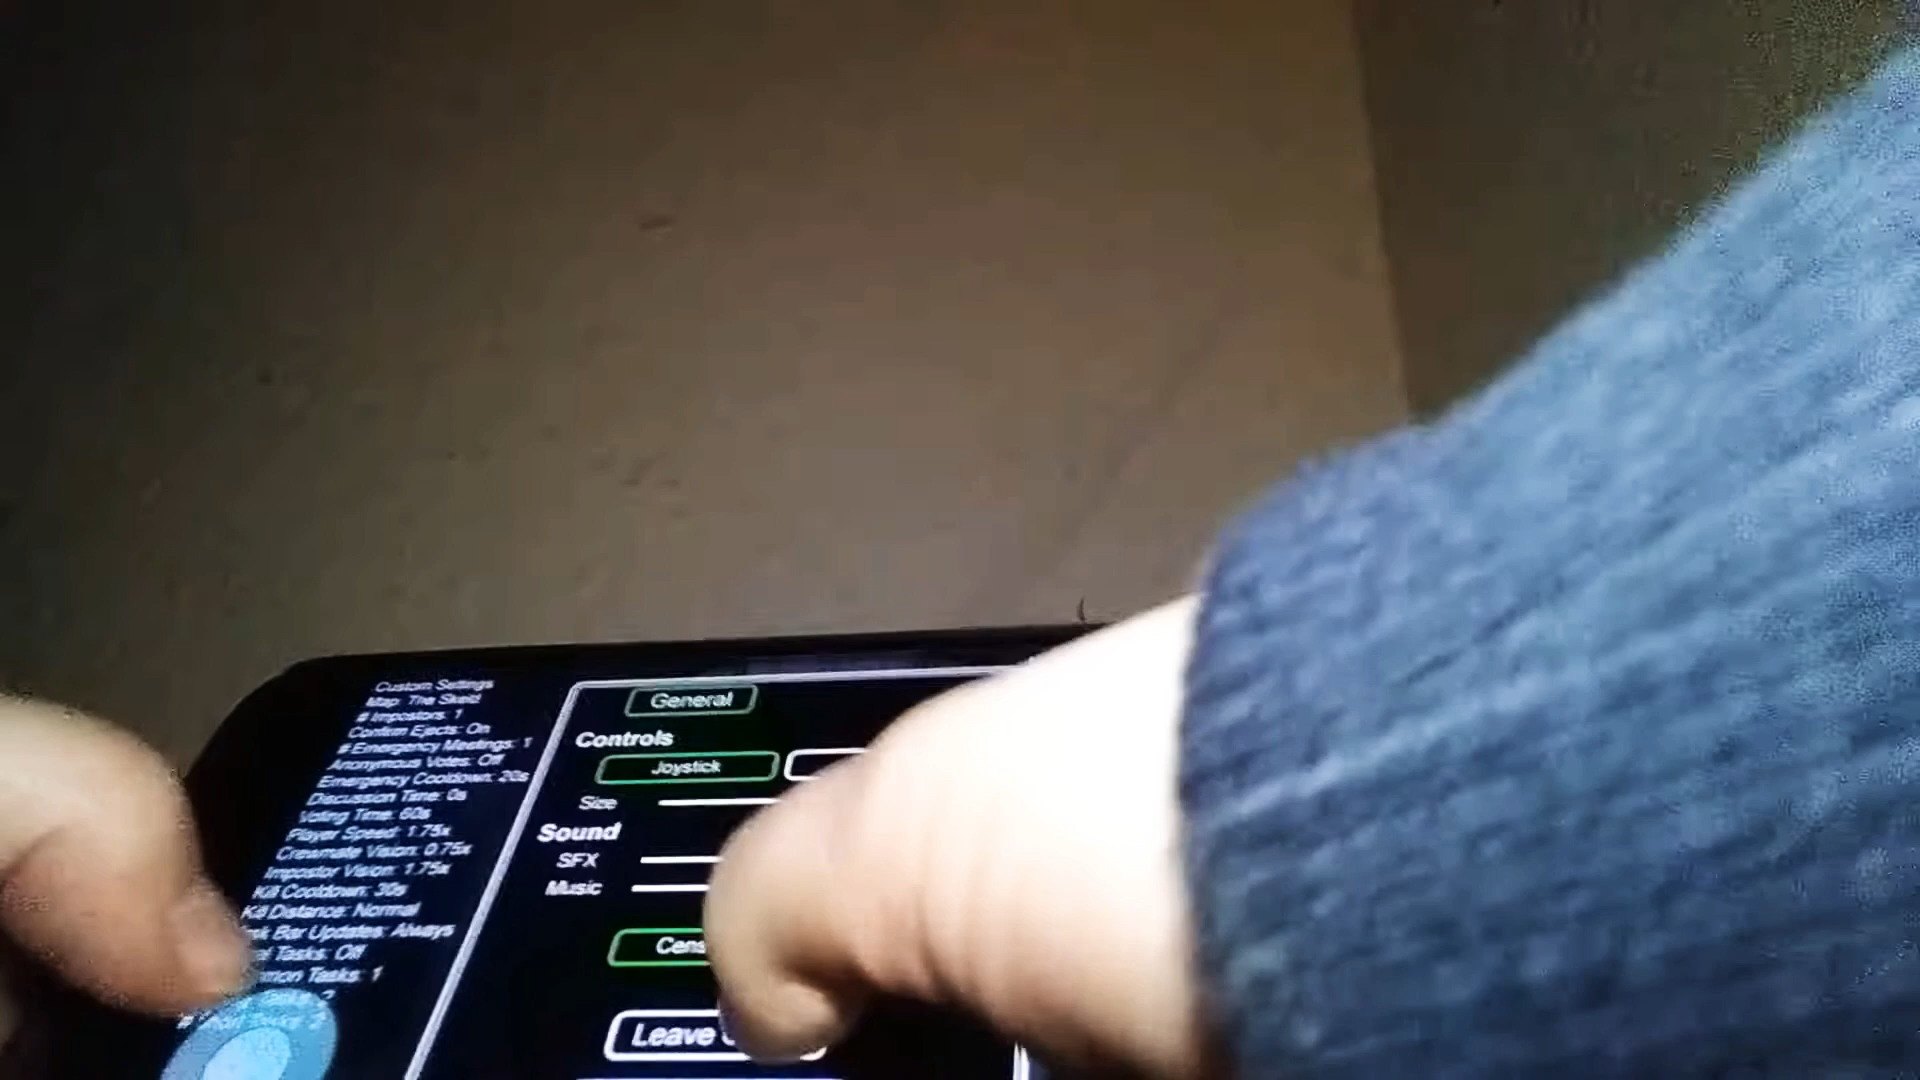 Custom Settings
Map: The Skeld
# Impostors: 1
Confirm Ejects: On
# Emergency Meetings: 1
Anonymous Votes: Off
Emergency Cooldown: 20s
Discussion Time: 0s
Voting Time: 60s
Player Speed: 1.75x
Crewmate Vision: 0.75x
Impostor Vision: 1.75x
Kill Cooldown: 30s
Kill Distance: Normal
Bar Updates: Always
Tasks: Off
Tasks: 1
General
Controls
Joystick
Size
Sound
SFX
Music
Cens
Leave